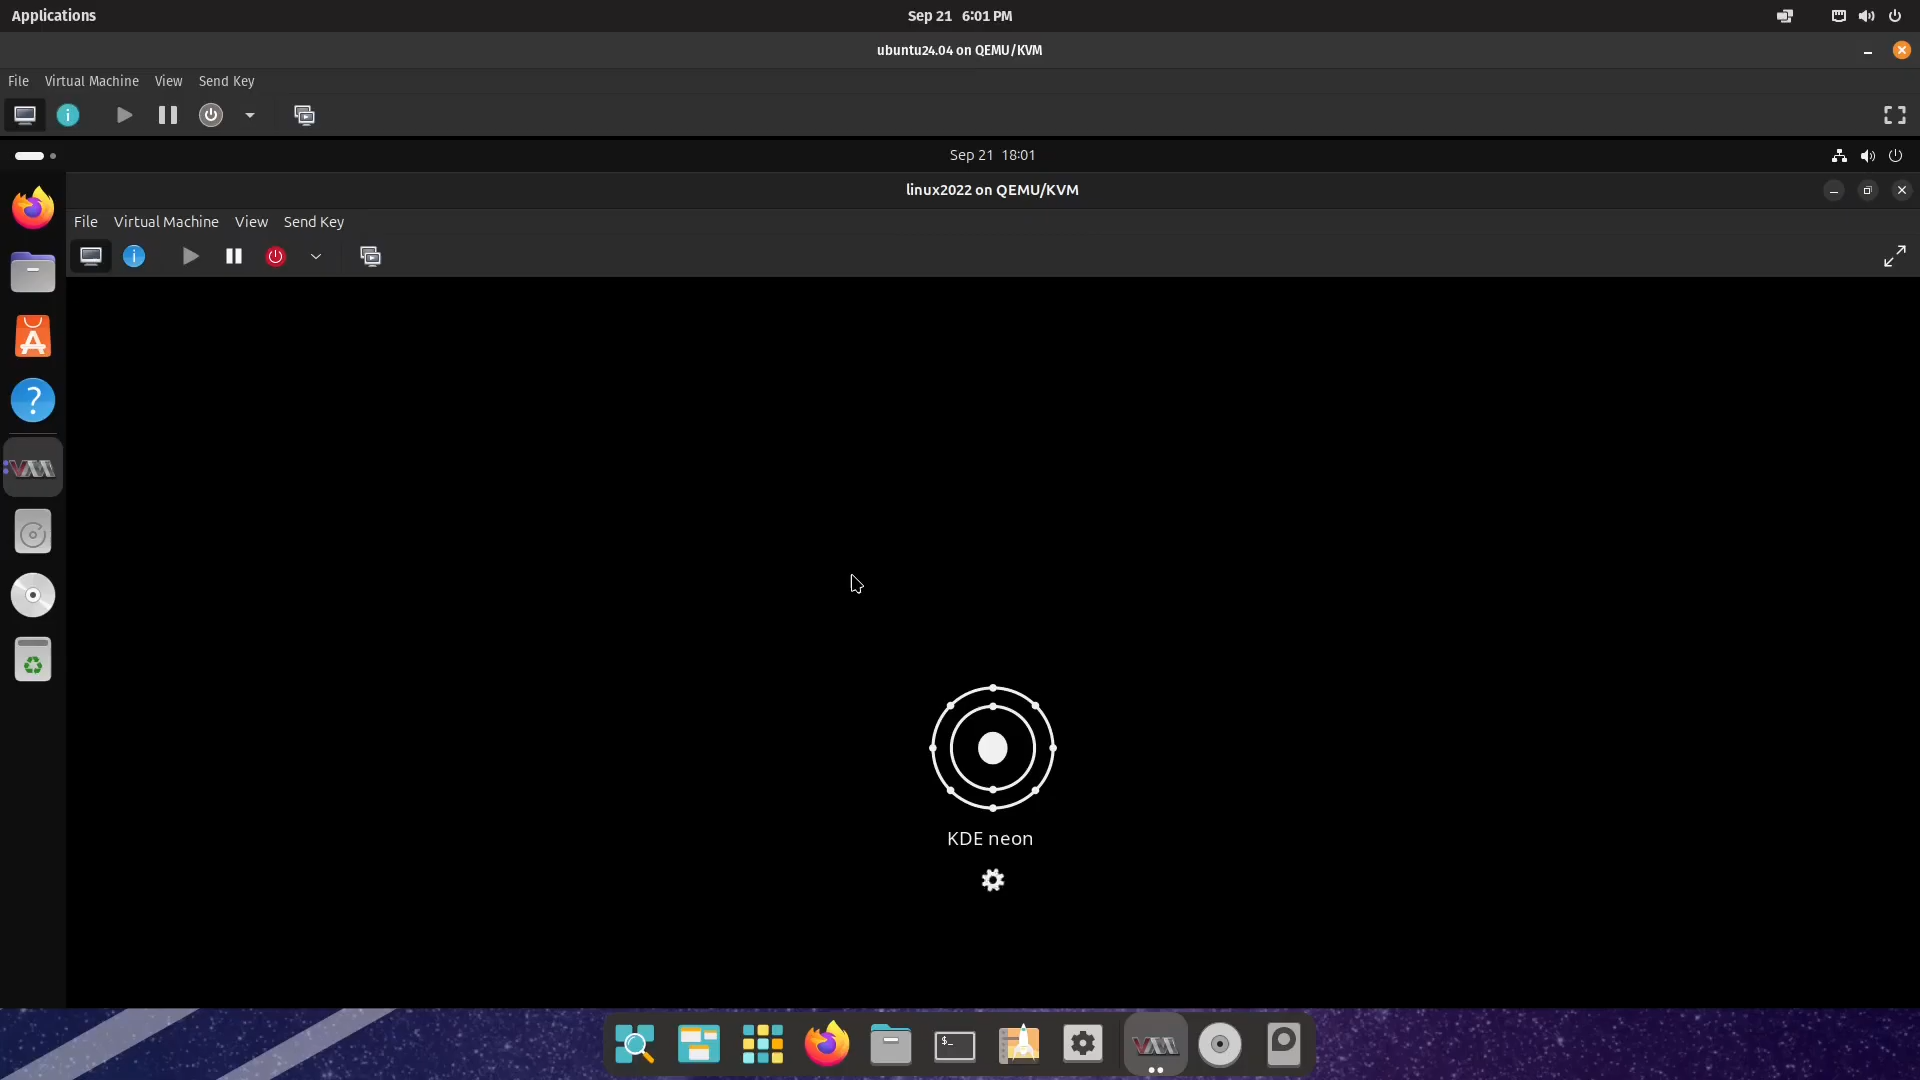 Applications
Sep 21 6:01 PM
ubuntu24.04 on QEMU/KVM
File Virtual Machine View Send Key
Sep 21 18:01
linux2022 on QEMU/KVM
File Virtual Machine View Send Key
KDE neon